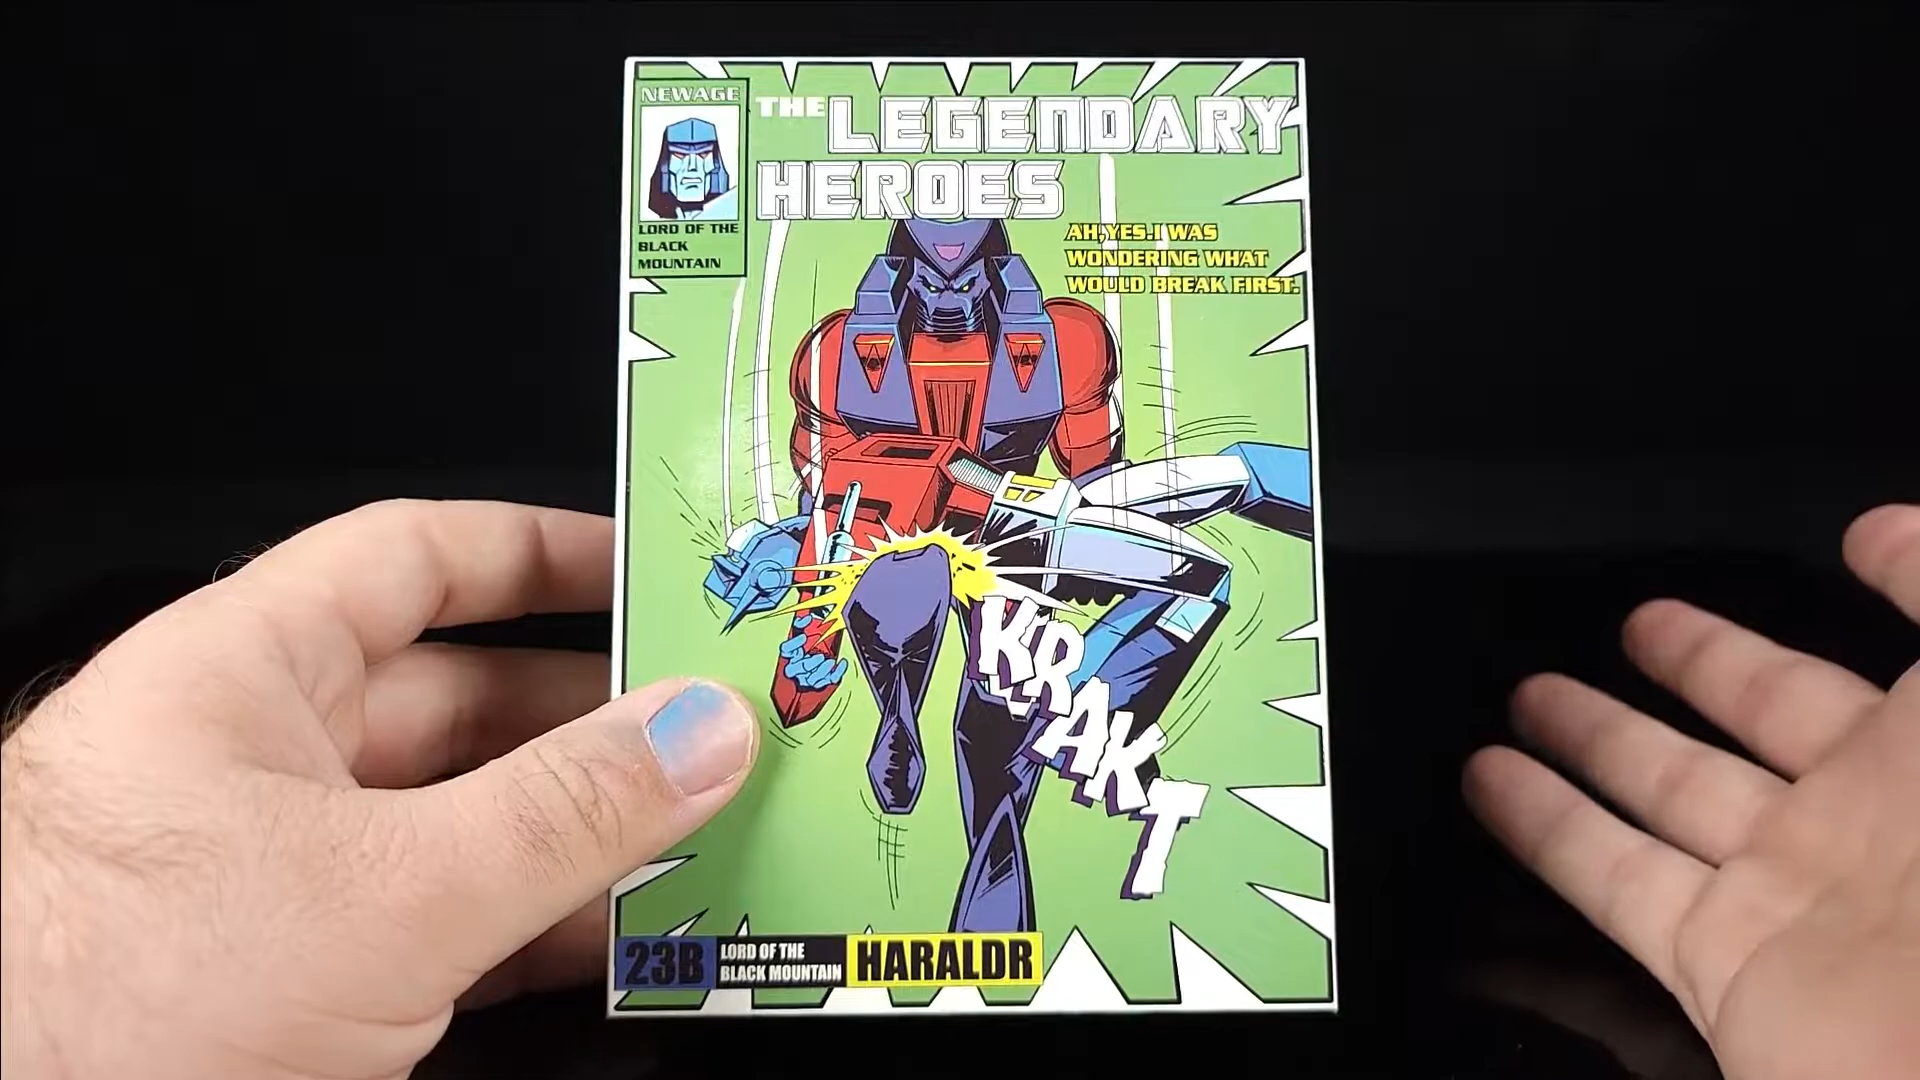 NEWAGE
LORD OF THE
BLACK
MOUNTAIN
THE LEGENDARY
HEROES
AH,YES.I WAS
WONDERING WHAT
WOULD BREAK FIRST.
KRAKT
23B
LORD OF THE
BLACK MOUNTAIN
HARALDR